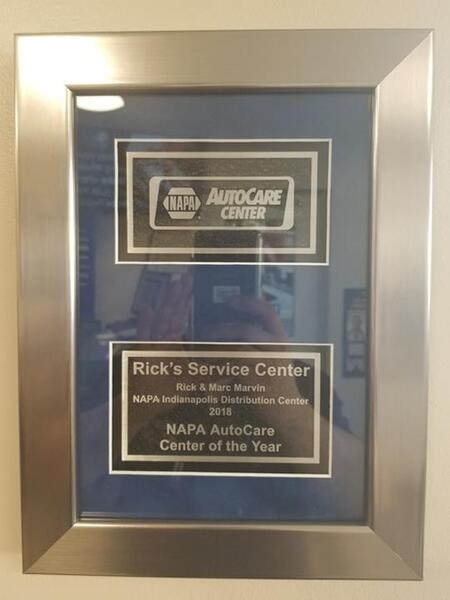 NAPA
AUTOCARE
CENTER
Rick's Service Center
Rick & Marc Marvin
NAPA Indianapolis Distribution Center
2018
NAPA AutoCare
Center of the Year